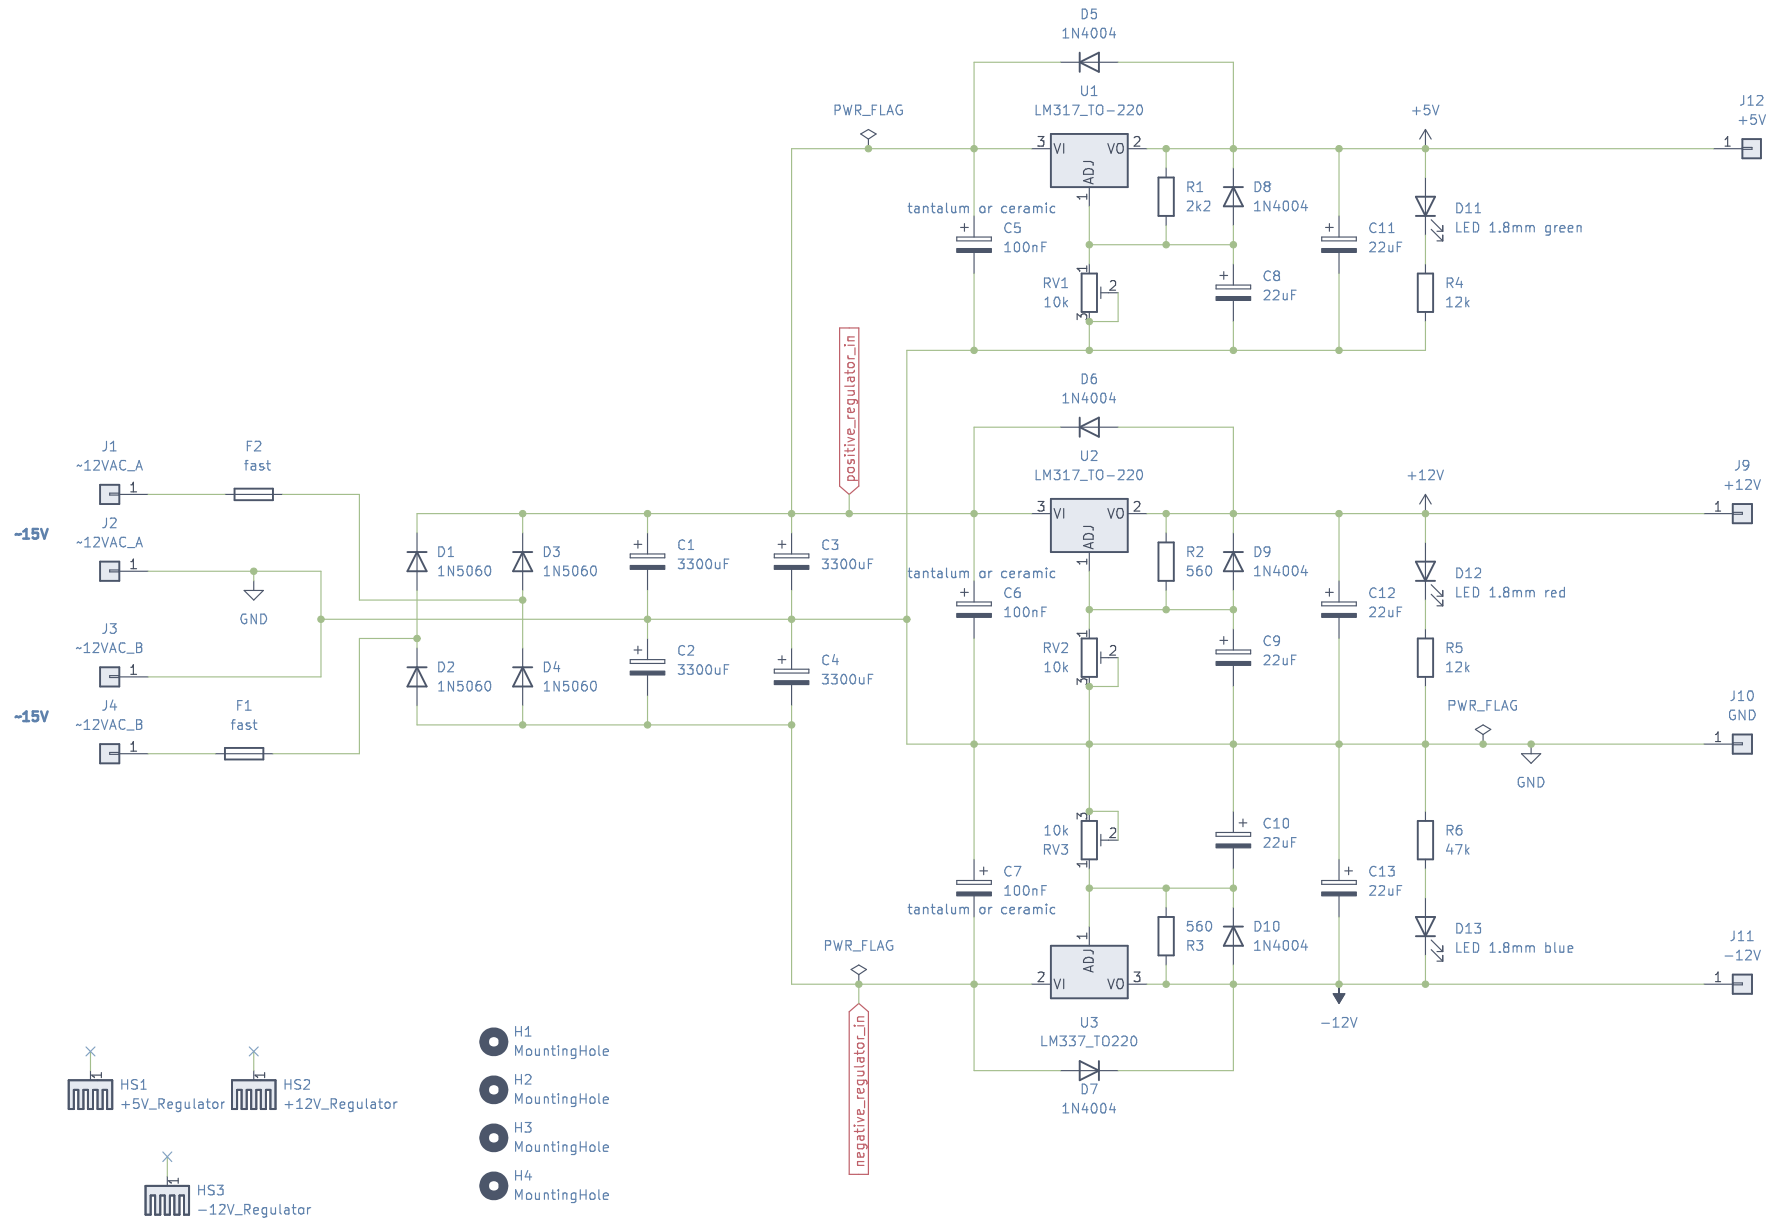 D5
1N4004
U1
LM317_TO-220
PWR_FLAG
+5V
J12
+5V
3
VI
VO
2
ADJ
1
1
R1
2k2
D8
1N4004
tantalum or ceramic
+
C5
100nF
D11
LED 1.8mm green
+
C11
22uF
RV1
10k
1
2
3
+
C8
22uF
R4
12k
positive_regulator_in
D6
1N4004
U2
LM317_TO-220
+12V
J9
+12V
3
VI
VO
2
ADJ
1
1
J1
~12VAC_A
1
F2
fast
~15V
J2
~12VAC_A
1
GND
D1
1N5060
D3
1N5060
+
C1
3300uF
+
C3
3300uF
R2
560
D9
1N4004
tantalum or ceramic
+
C6
100nF
D12
LED 1.8mm red
+
C12
22uF
J3
~12VAC_B
1
D2
1N5060
D4
1N5060
+
C2
3300uF
+
C4
3300uF
RV2
10k
1
2
3
+
C9
22uF
R5
12k
~15V
J4
~12VAC_B
1
F1
fast
PWR_FLAG
J10
GND
1
GND
10k
RV3
3
2
1
+
C10
22uF
R6
47k
+
C7
100nF
tantalum or ceramic
+
C13
22uF
560
R3
D10
1N4004
D13
LED 1.8mm blue
PWR_FLAG
1
ADJ
2
VI
VO
3
J11
-12V
1
-12V
U3
LM337_TO220
D7
1N4004
negative_regulator_in
H1
MountingHole
H2
MountingHole
H3
MountingHole
H4
MountingHole
1
HS1
+5V_Regulator
1
HS2
+12V_Regulator
1
HS3
-12V_Regulator